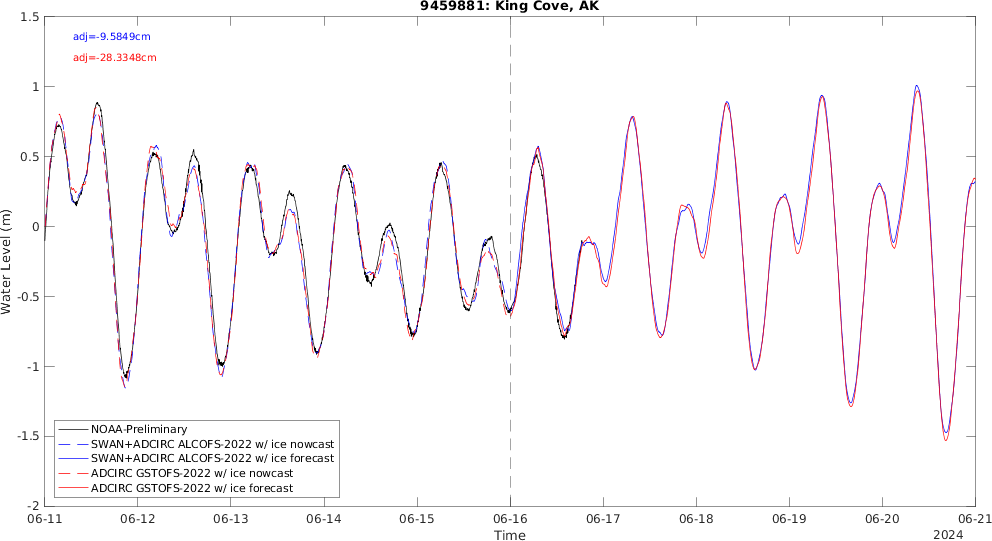 9459881: King Cove, AK
adj=-9.5849cm
adj=-28.3348cm
1.5
1
0.5
0
-0.5
-1
-1.5
-2
Water Level (m)
NOAA-Preliminary
SWAN+ADCIRC ALCOFS-2022 w/ ice nowcast
SWAN+ADCIRC ALCOFS-2022 w/ ice forecast
ADCIRC GSTOFS-2022 w/ ice nowcast
ADCIRC GSTOFS-2022 w/ ice forecast
06-11 06-12 06-13 06-14 06-15 06-16 06-17 06-18 06-19 06-20 06-21
Time
2024